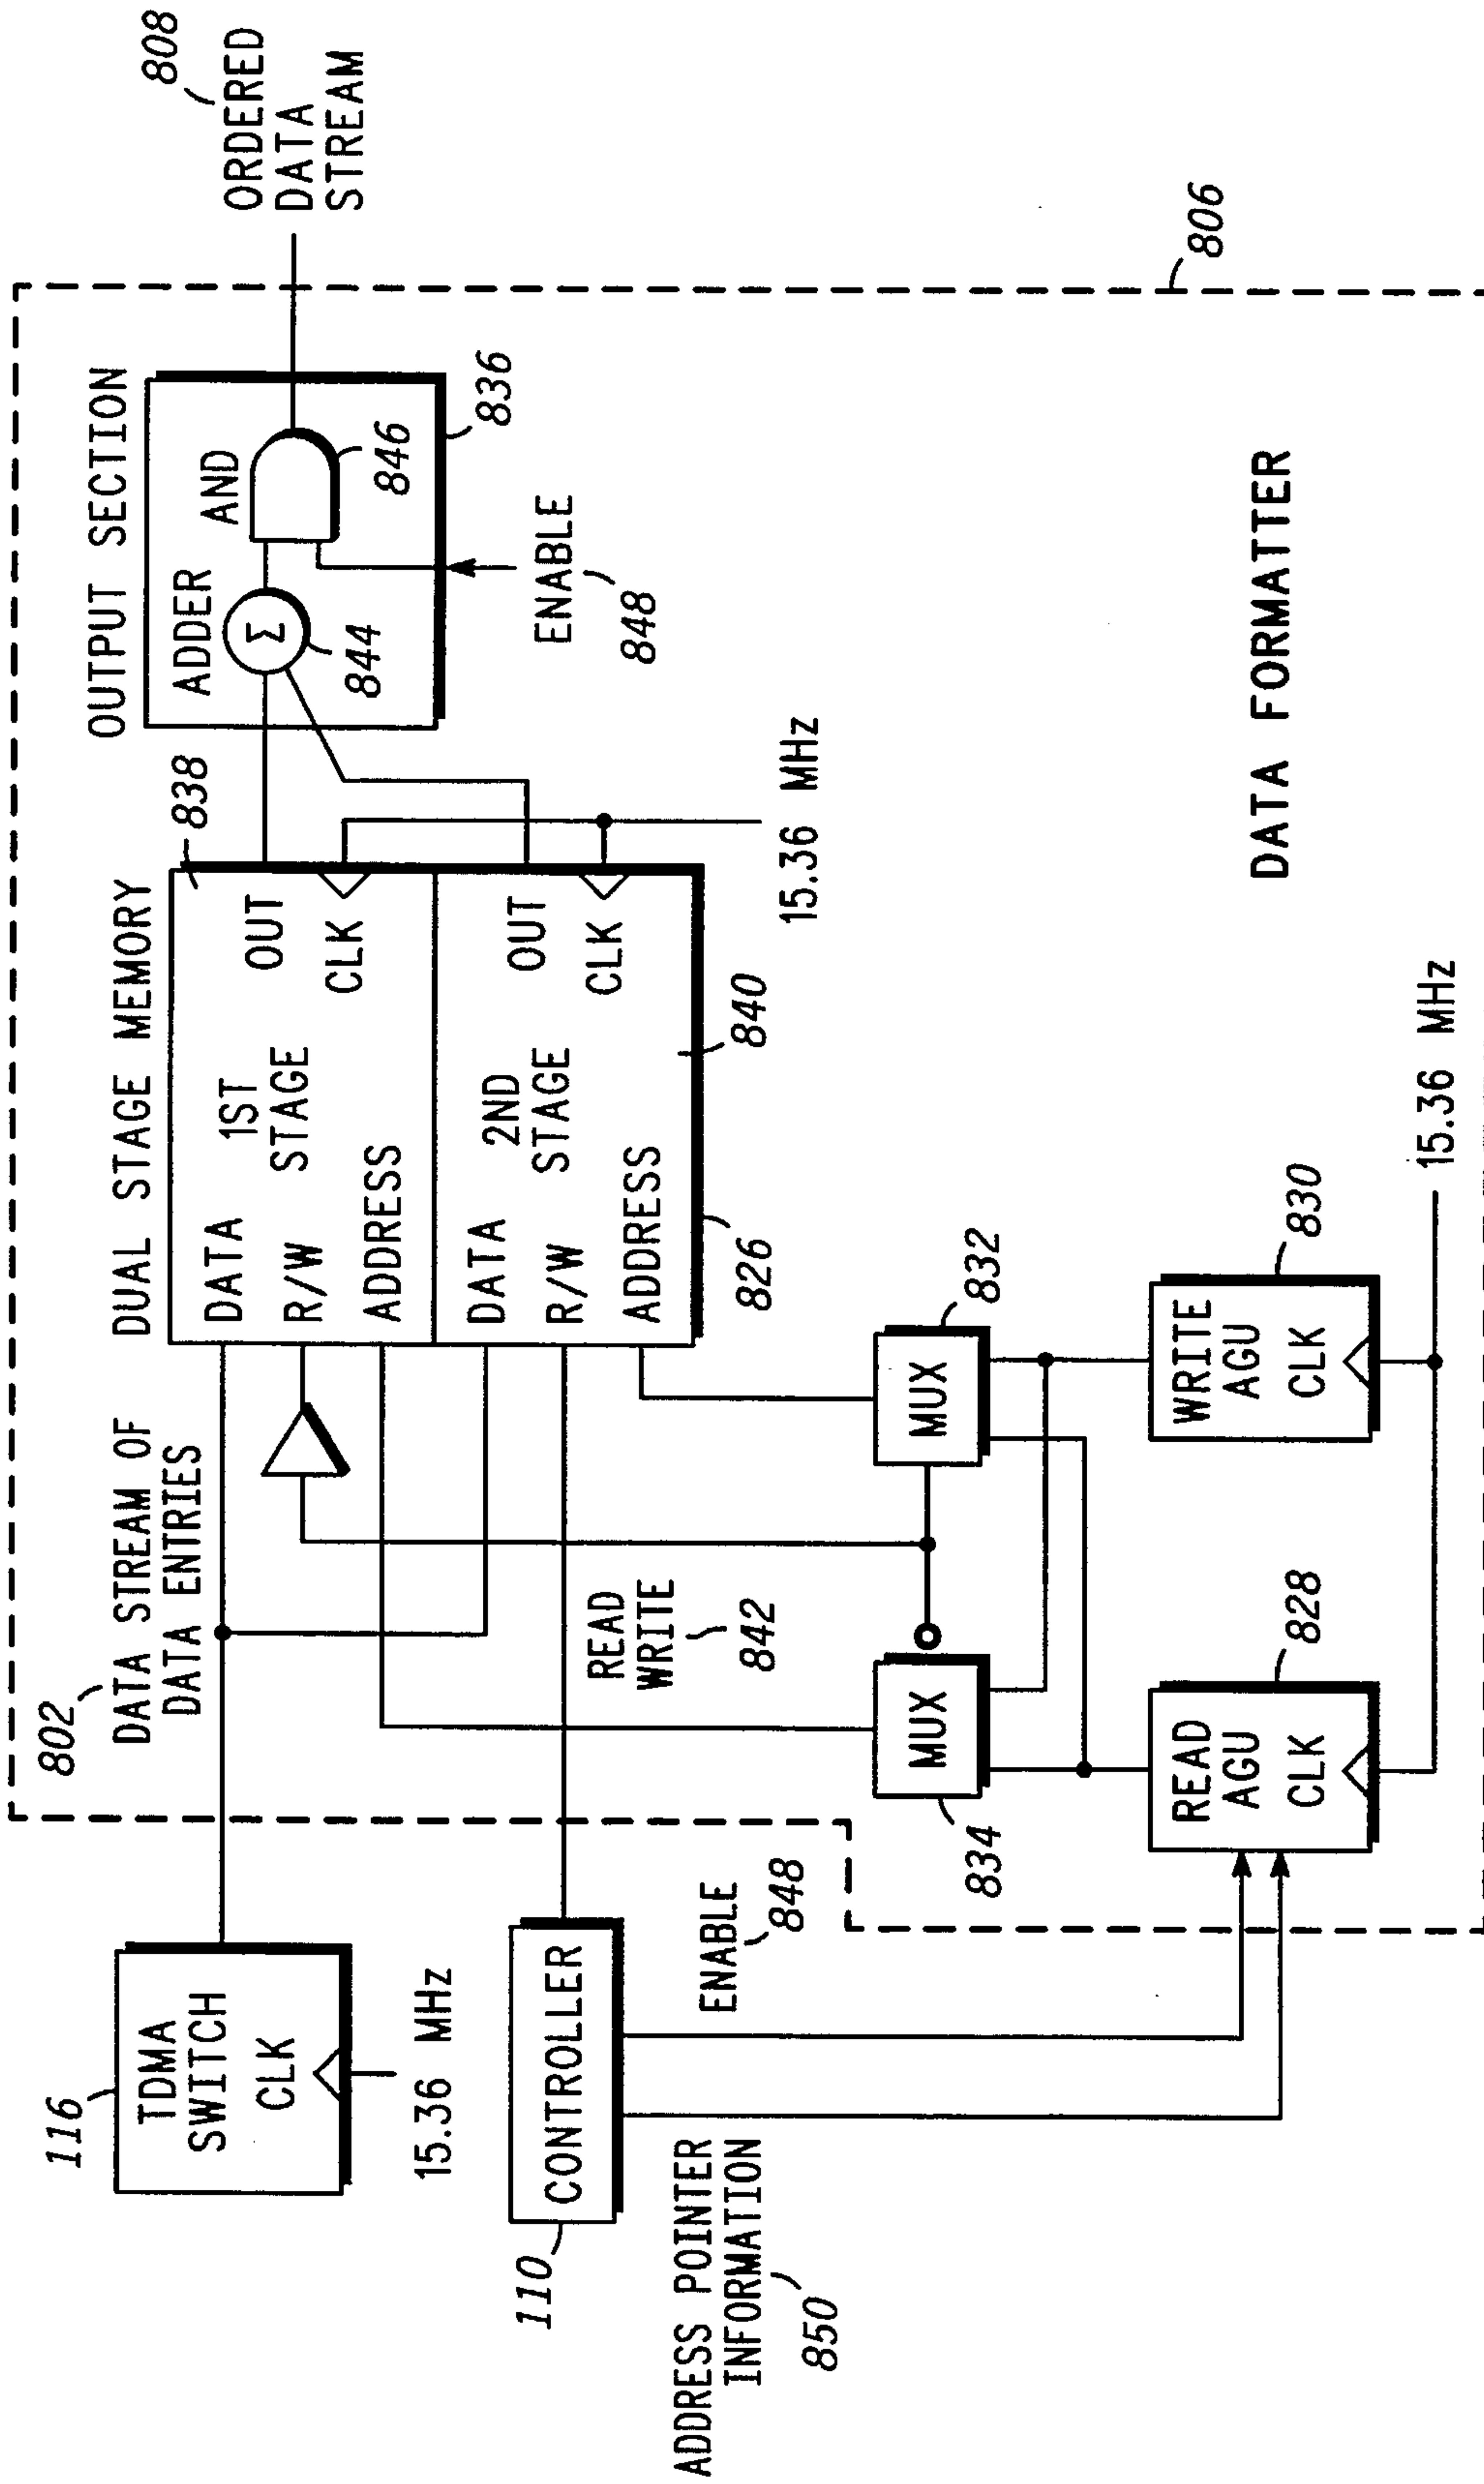 802
DATA STREAM OF
DATA ENTRIES
DUAL STAGE MEMORY
838
OUTPUT SECTION
808
ORDERED
DATA
STREAM
116
TDMA
SWITCH
CLK
15.36 MHz
DATA
1ST
STAGE
R/W
OUT
CLK
ADDRESS
ADDER
Σ
844
AND
846
836
DATA
2ND
STAGE
R/W
OUT
CLK
ADDRESS
826
840
15.36 MHz
ENABLE
848
110
CONTROLLER
READ
WRITE
842
ADDRESS POINTER
INFORMATION
850
ENABLE
848
834
MUX
MUX
832
READ
AGU
CLK
828
WRITE
AGU
CLK
830
15.36 MHz
806
DATA FORMATTER